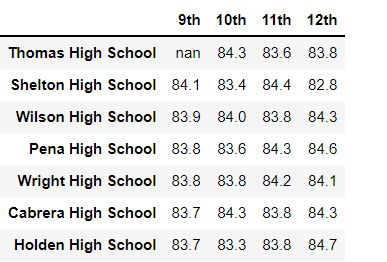 9th 10th 11th 12th
Thomas High School nan 84.3 83.6 83.8
Shelton High School 84.1 83.4 84.4 82.8
Wilson High School 83.9 84.0 83.8 84.3
Pena High School 83.8 83.6 84.3 84.6
Wright High School 83.8 83.8 84.2 84.1
Cabrera High School 83.7 84.3 83.8 84.3
Holden High School 83.7 83.3 83.8 84.7